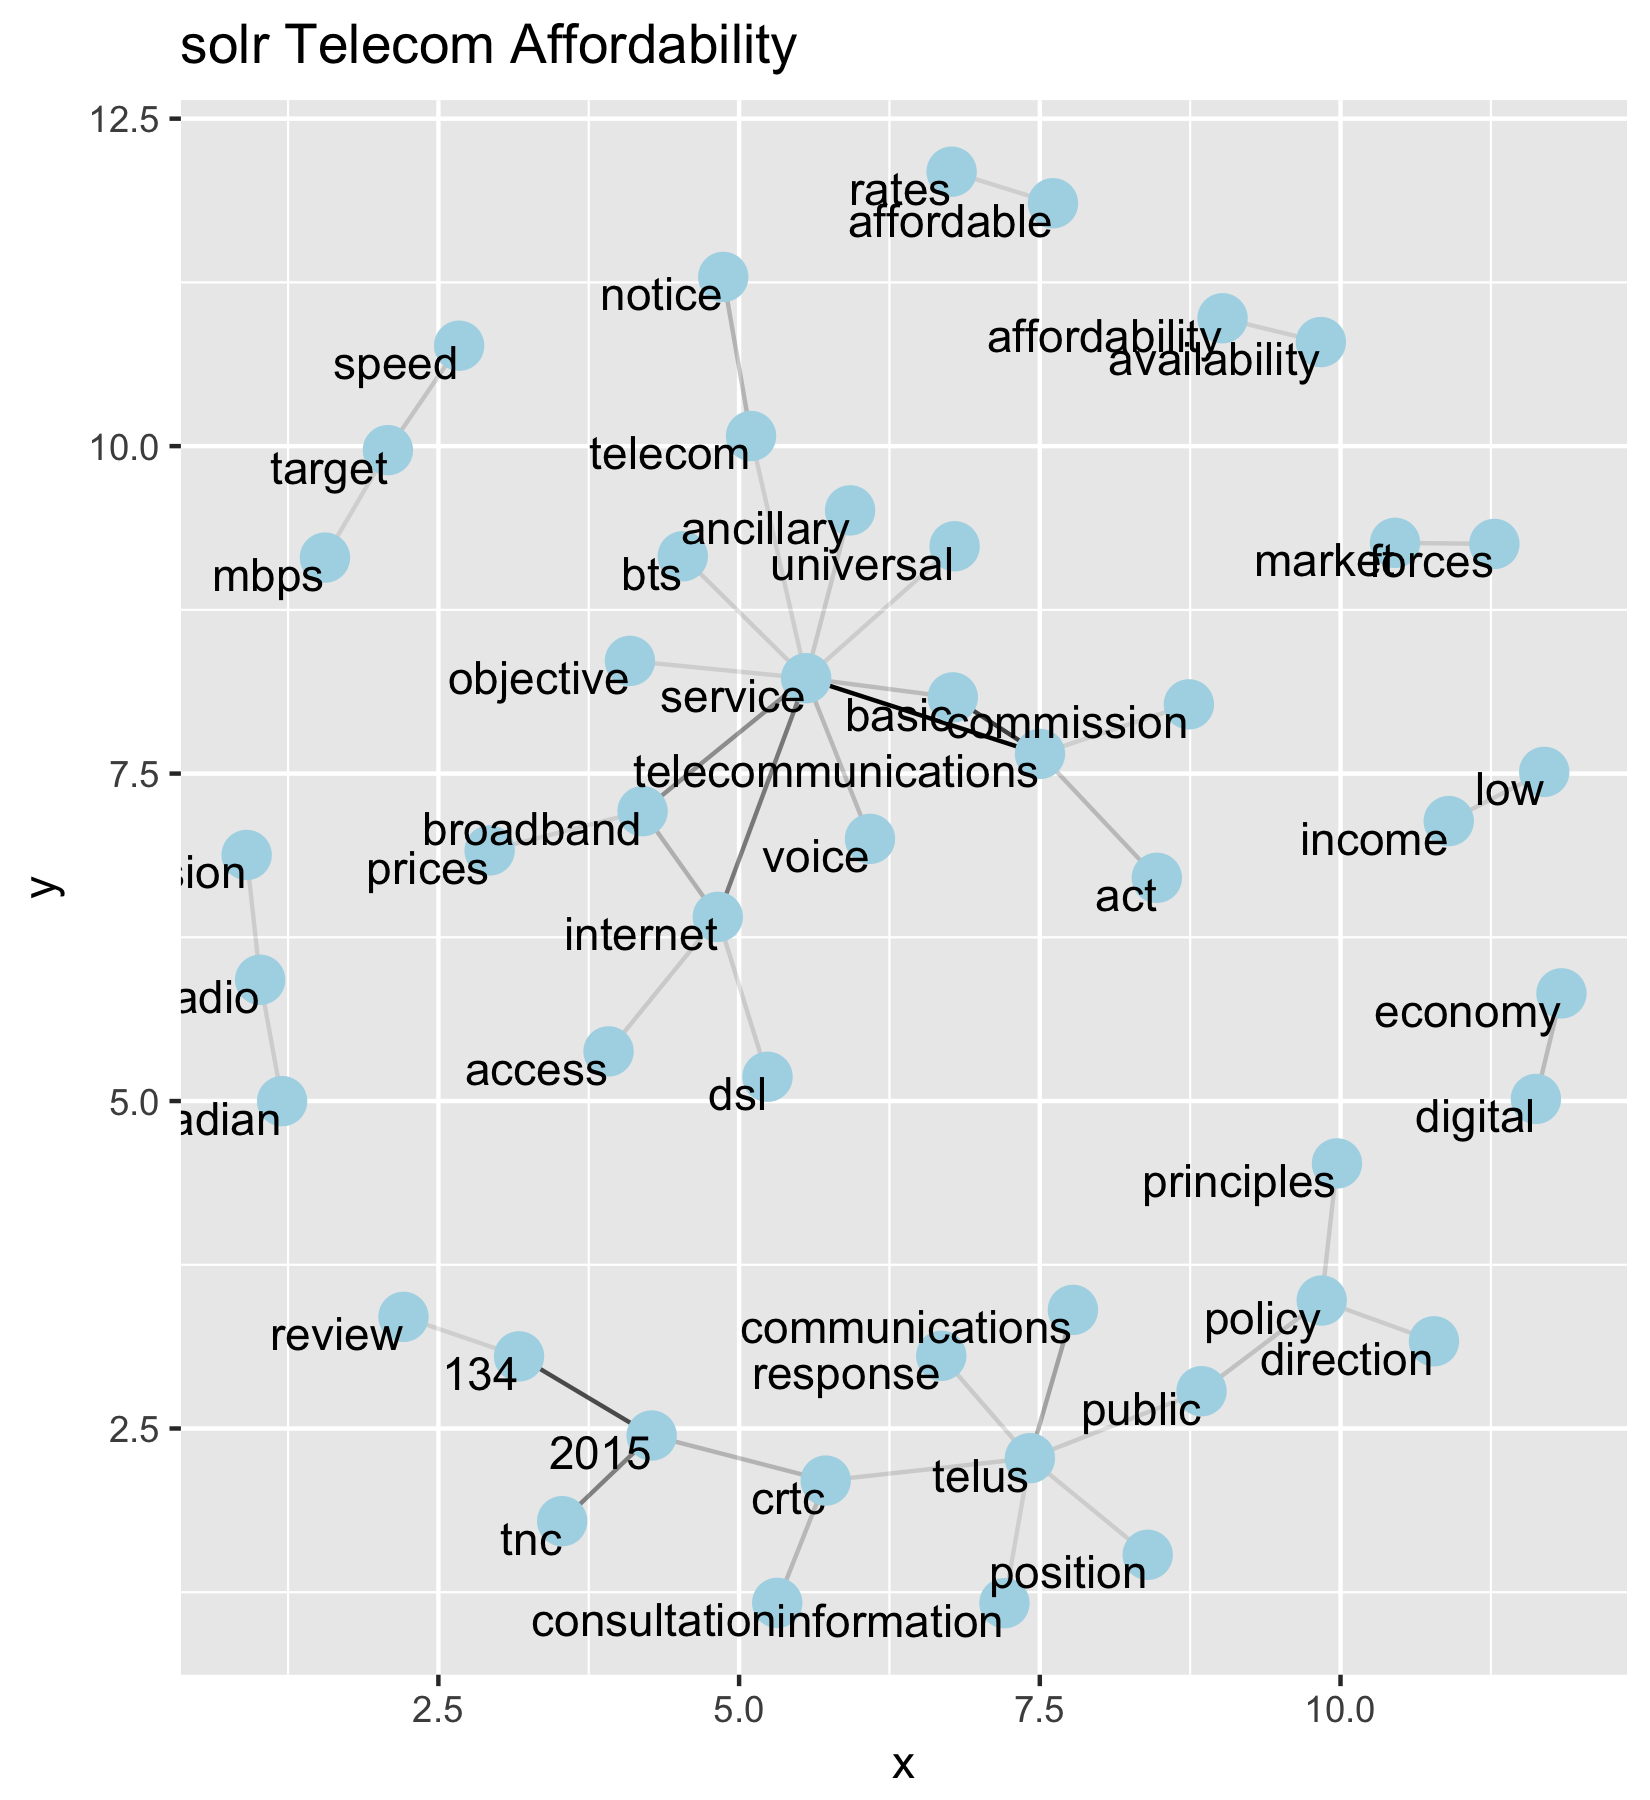 solr Telecom Affordability
12.5
rates
affordable
notice
affordability
speed
availability
10.0
telecom
target
ancillary
universal
market
forces
bts
mbps
objective
service
basic
commission
7.5
telecommunications
low
broadband
income
prices
voice
sion
act
y
internet
adio
economy
access
dsl
5.0
adian
digital
principles
review
communications
policy
134
response
direction
public
2.5
2015
telus
crtc
tnc
position
consultation
information
2.5
5.0
7.5
10.0
x